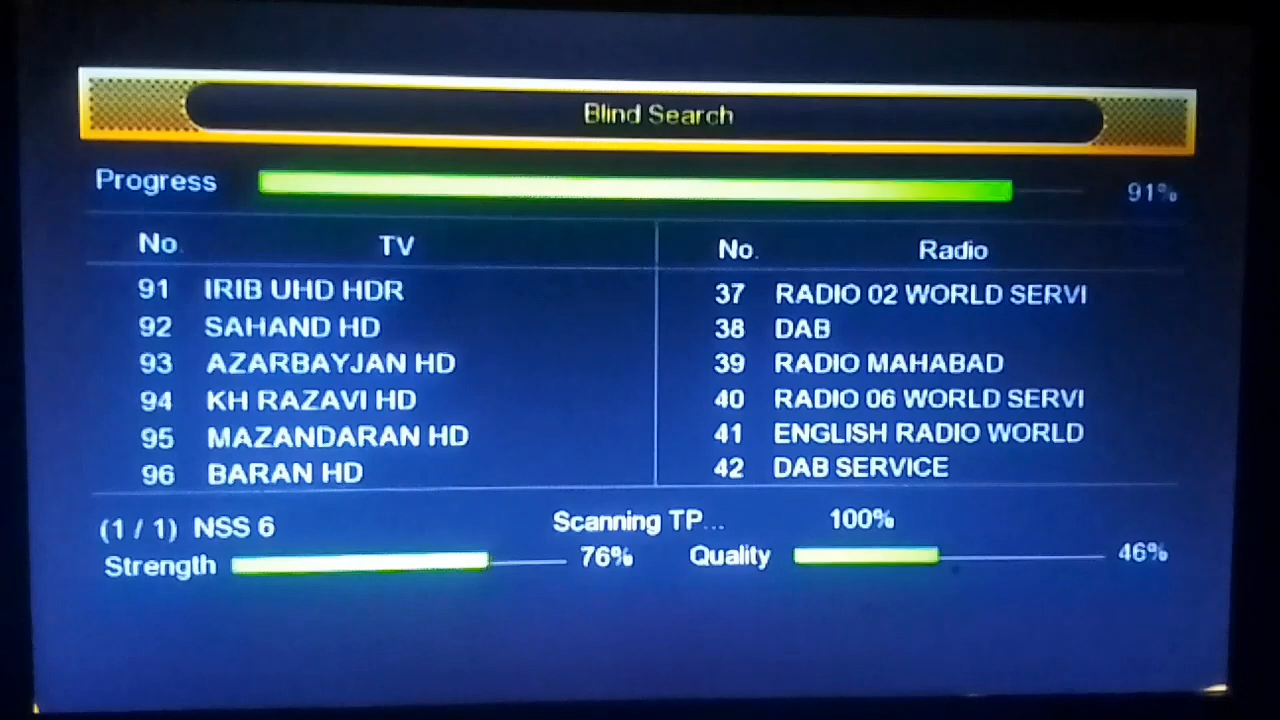 Blind Search
Progress 91%
No. TV No. Radio
91 IRIB UHD HDR 37 RADIO 02 WORLD SERVI
92 SAHAND HD 38 DAB
93 AZARBAYJAN HD 39 RADIO MAHABAD
94 KH RAZAVI HD 40 RADIO 06 WORLD SERVI
95 MAZANDARAN HD 41 ENGLISH RADIO WORLD
96 BARAN HD 42 DAB SERVICE
(1 / 1) NSS 6 Scanning TP... 100%
Strength 76% Quality 46%